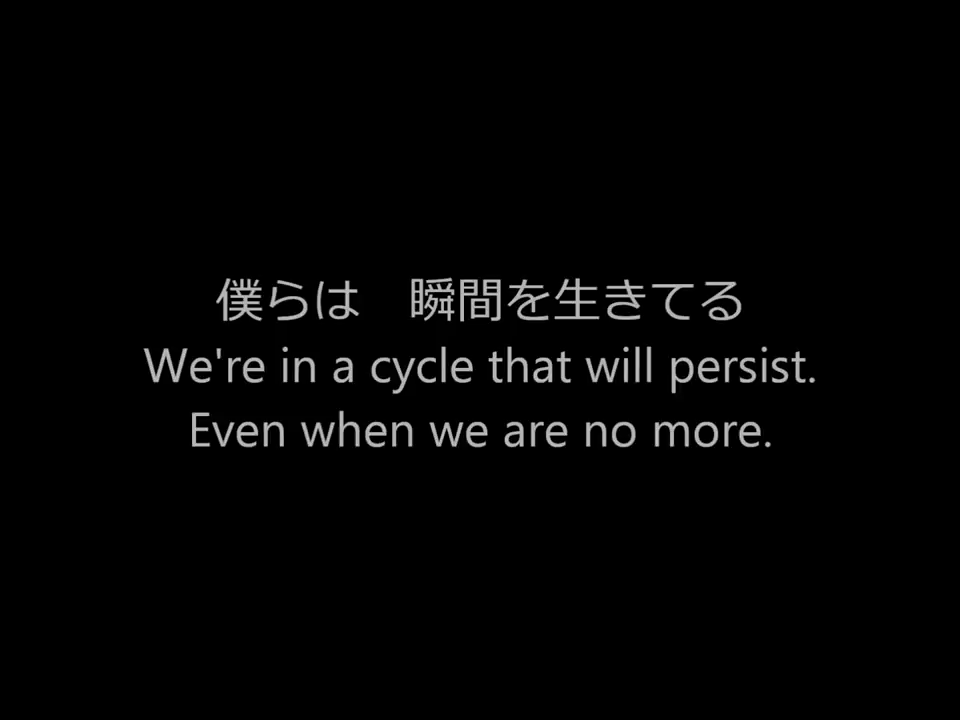 僕らは　瞬間を生きてる
We're in a cycle that will persist.
Even when we are no more.